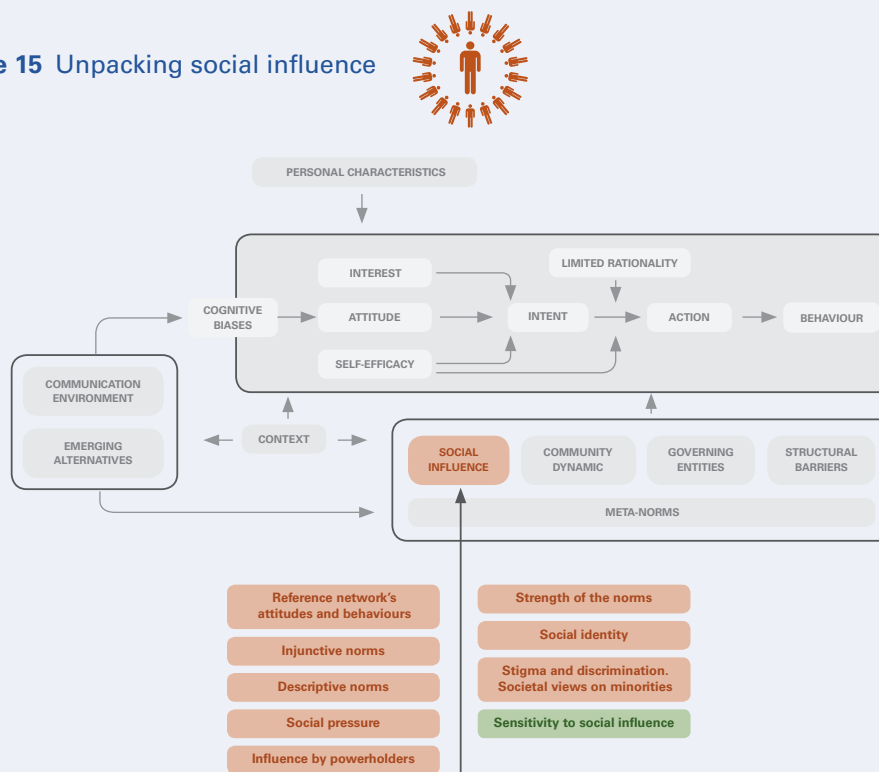 e 15 Unpacking social influence
PERSONAL CHARACTERISTICS
INTEREST
LIMITED RATIONALITY
COGNITIVE
BIASES
ATTITUDE
INTENT
ACTION
BEHAVIOUR
SELF-EFFICACY
COMMUNICATION
ENVIRONMENT
EMERGING
ALTERNATIVES
CONTEXT
SOCIAL
INFLUENCE
COMMUNITY
DYNAMIC
GOVERNING
ENTITIES
STRUCTURAL
BARRIERS
META-NORMS
Reference network's
attitudes and behaviours
Injunctive norms
Descriptive norms
Social pressure
Influence by powerholders
Strength of the norms
Social identity
Stigma and discrimination.
Societal views on minorities
Sensitivity to social influence